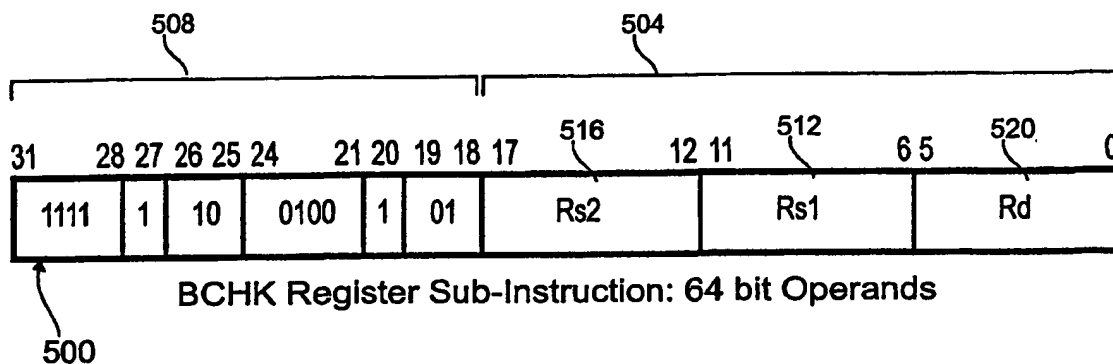 508 504
516 512 520
31 28 27 26 25 24 21 20 19 18 17 12 11 6 5 0
1111 1 10 0100 1 01 Rs2 Rs1 Rd
BCHK Register Sub-Instruction: 64 bit Operands
500